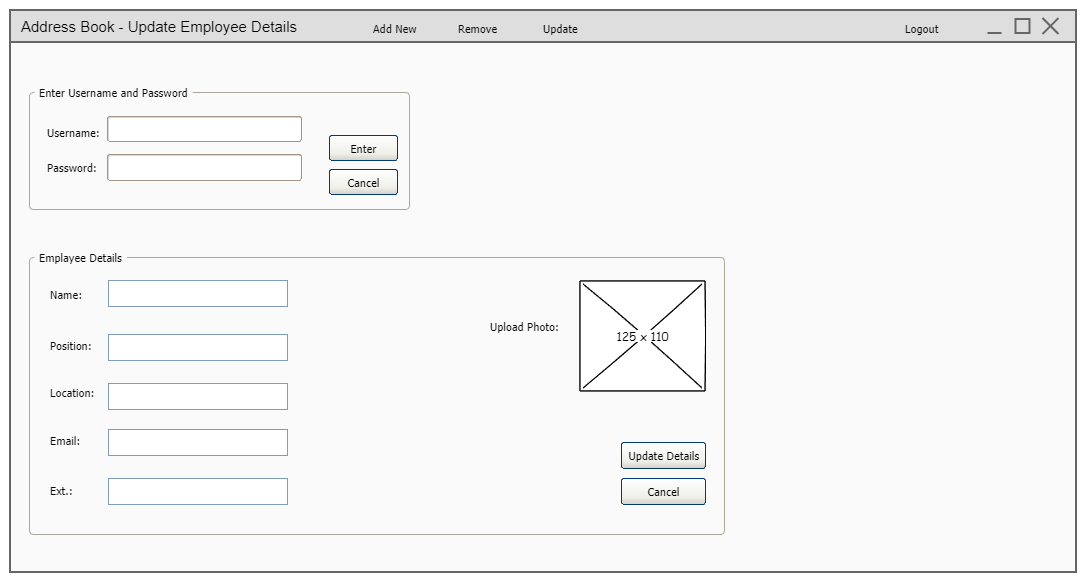 Address Book - Update Employee Details Add New Remove Update Logout
Enter Username and Password
Username:
Enter
Password:
Cancel
Emplayee Details
Name:
Upload Photo:
125 x 110
Position:
Location:
Email:
Update Details
Ext.:
Cancel